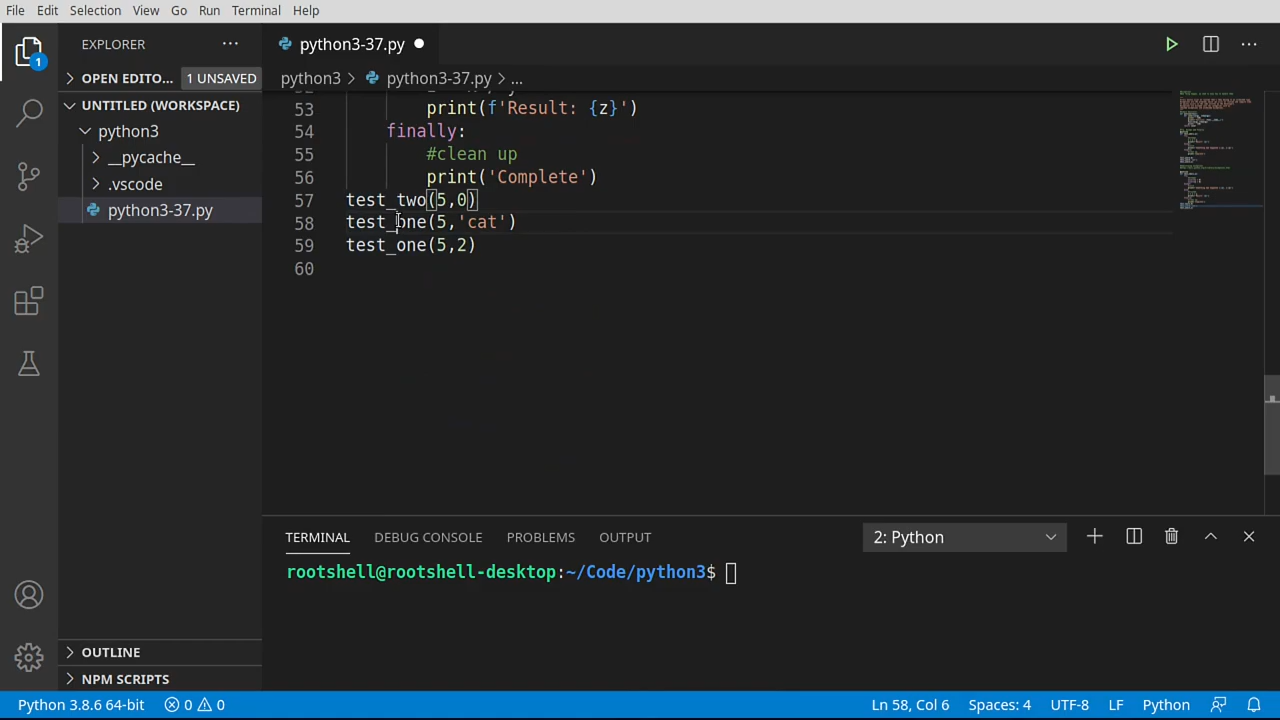 File Edit Selection View Go Run Terminal Help
EXPLORER
python3-37.py
OPEN EDITO... 1 UNSAVED
python3 > python3-37.py > ...
1
UNTITLED (WORKSPACE)
python3
__pycache__
.vscode
python3-37.py
53 print(f'Result: {z}')
54 finally:
55 #clean up
56 print('Complete')
57 test_two(5,0)
58 test_one(5,'cat')
59 test_one(5,2)
60
TERMINAL DEBUG CONSOLE PROBLEMS OUTPUT 2: Python
rootshell@rootshell-desktop:~/Code/python3$
OUTLINE
NPM SCRIPTS
Python 3.8.6 64-bit 0 0 Ln 58, Col 6 Spaces: 4 UTF-8 LF Python